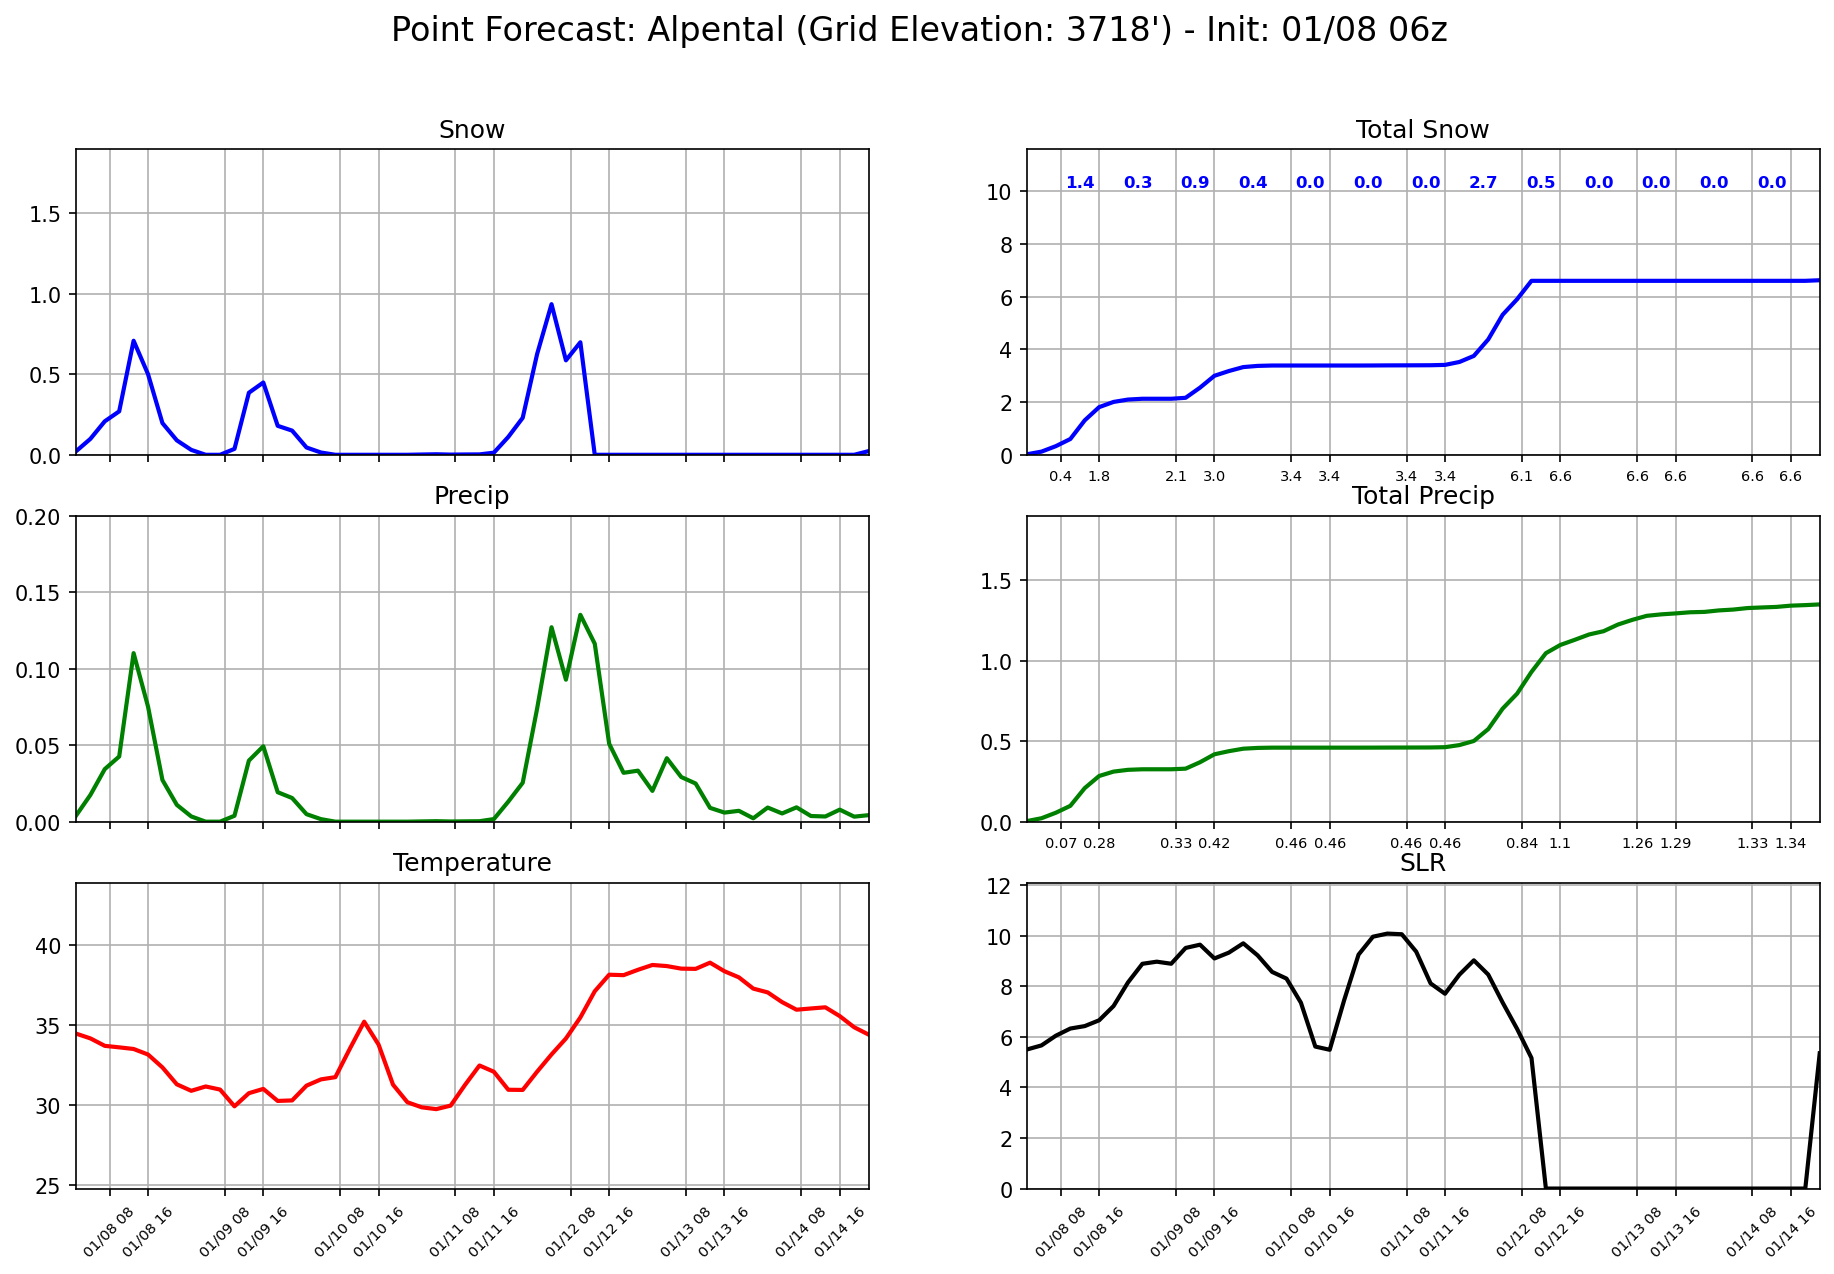 Point Forecast: Alpental (Grid Elevation: 3718') - Init: 01/08 06z
Snow
1.5
1.0
0.5
0.0
Total Snow
1.4 0.3 0.9 0.4 0.0 0.0 0.0 2.7 0.5 0.0 0.0 0.0 0.0
10
8
6
4
2
0
0.4 1.8 2.1 3.0 3.4 3.4 3.4 3.4 6.1 6.6 6.6 6.6 6.6 6.6
Precip
0.20
0.15
0.10
0.05
0.00
Total Precip
1.5
1.0
0.5
0.0
0.07 0.28 0.33 0.42 0.46 0.46 0.46 0.46 0.84 1.1 1.26 1.29 1.33 1.34
Temperature
40
35
30
25
01/08 08 01/08 16 01/09 08 01/09 16 01/10 08 01/10 16 01/11 08 01/11 16 01/12 08 01/12 16 01/13 08 01/13 16 01/14 08 01/14 16
SLR
12
10
8
6
4
2
0
01/08 08 01/08 16 01/09 08 01/09 16 01/10 08 01/10 16 01/11 08 01/11 16 01/12 08 01/12 16 01/13 08 01/13 16 01/14 08 01/14 16